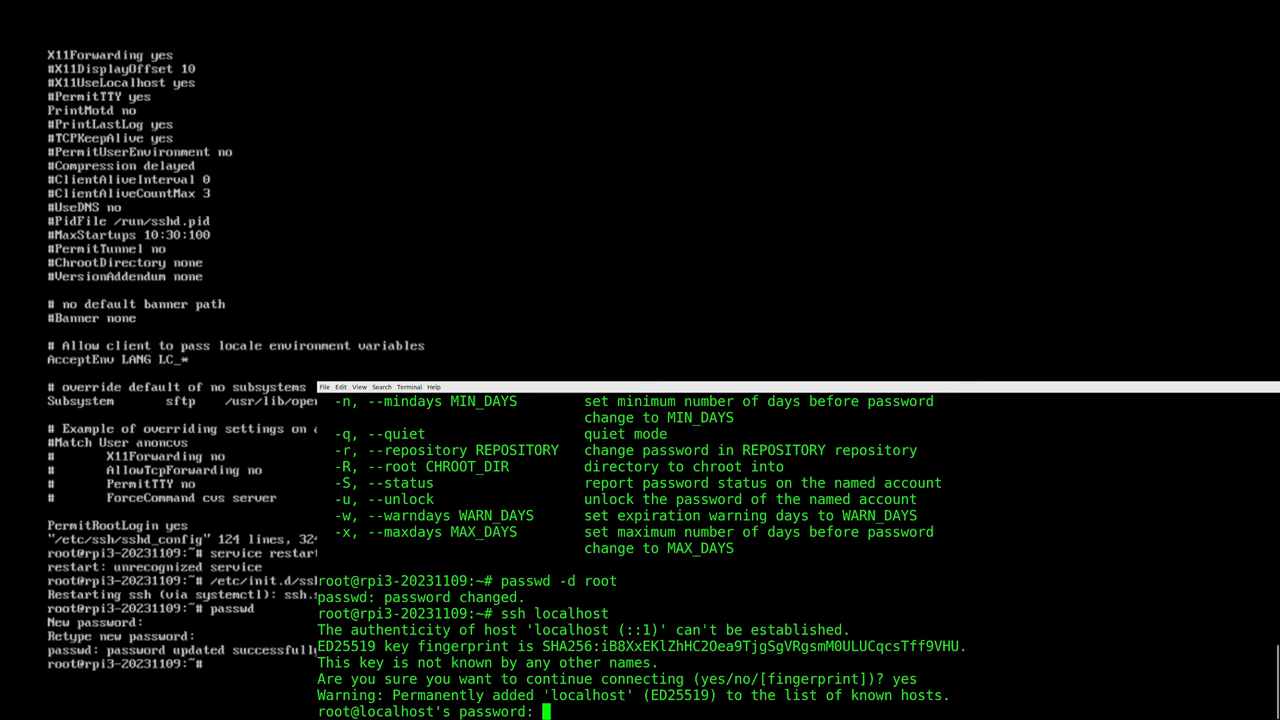 X11Forwarding yes
#X11DisplayOffset 10
#X11UseLocalhost yes
#PermitTTY yes
PrintMotd no
#PrintLastLog yes
#TCPKeepAlive yes
#PermitUserEnvironment no
#Compression delayed
#ClientAliveInterval 0
#ClientAliveCountMax 3
#UseDNS no
#PidFile /run/sshd.pid
#MaxStartups 10:30:100
#PermitTunnel no
#ChrootDirectory none
#VersionAddendum none
# no default banner path
#Banner none
# Allow client to pass locale environment variables
AcceptEnv LANG LC_*
# override default of no subsystems
Subsystem sftp /usr/lib/oper
# Example of overriding settings on a
#Match User anoncvs
# X11Forwarding no
# AllowTcpForwarding no
# PermitTTY no
# ForceCommand cvs server
PermitRootLogin yes
"/etc/ssh/sshd_config" 124 lines, 324
root@rpi3-20231109:~# service restart
restart: unrecognized service
root@rpi3-20231109:~# /etc/init.d/ssh
Restarting ssh (via systemctl): ssh.s
root@rpi3-20231109:~# passwd
New password:
Retype new password:
passwd: password updated successfully
root@rpi3-20231109:~#
File Edit View Search Terminal Help
-n, --mindays MIN_DAYS set minimum number of days before password
change to MIN_DAYS
-q, --quiet quiet mode
-r, --repository REPOSITORY change password in REPOSITORY repository
-R, --root CHROOT_DIR directory to chroot into
-S, --status report password status on the named account
-u, --unlock unlock the password of the named account
-w, --warndays WARN_DAYS set expiration warning days to WARN_DAYS
-x, --maxdays MAX_DAYS set maximum number of days before password
change to MAX_DAYS
root@rpi3-20231109:~# passwd -d root
passwd: password changed.
root@rpi3-20231109:~# ssh localhost
The authenticity of host 'localhost (::1)' can't be established.
ED25519 key fingerprint is SHA256:iB8XxEKlZhHC2Oea9TjgSgVRgsmM0ULUCqcsTff9VHU.
This key is not known by any other names.
Are you sure you want to continue connecting (yes/no/[fingerprint])? yes
Warning: Permanently added 'localhost' (ED25519) to the list of known hosts.
root@localhost's password: